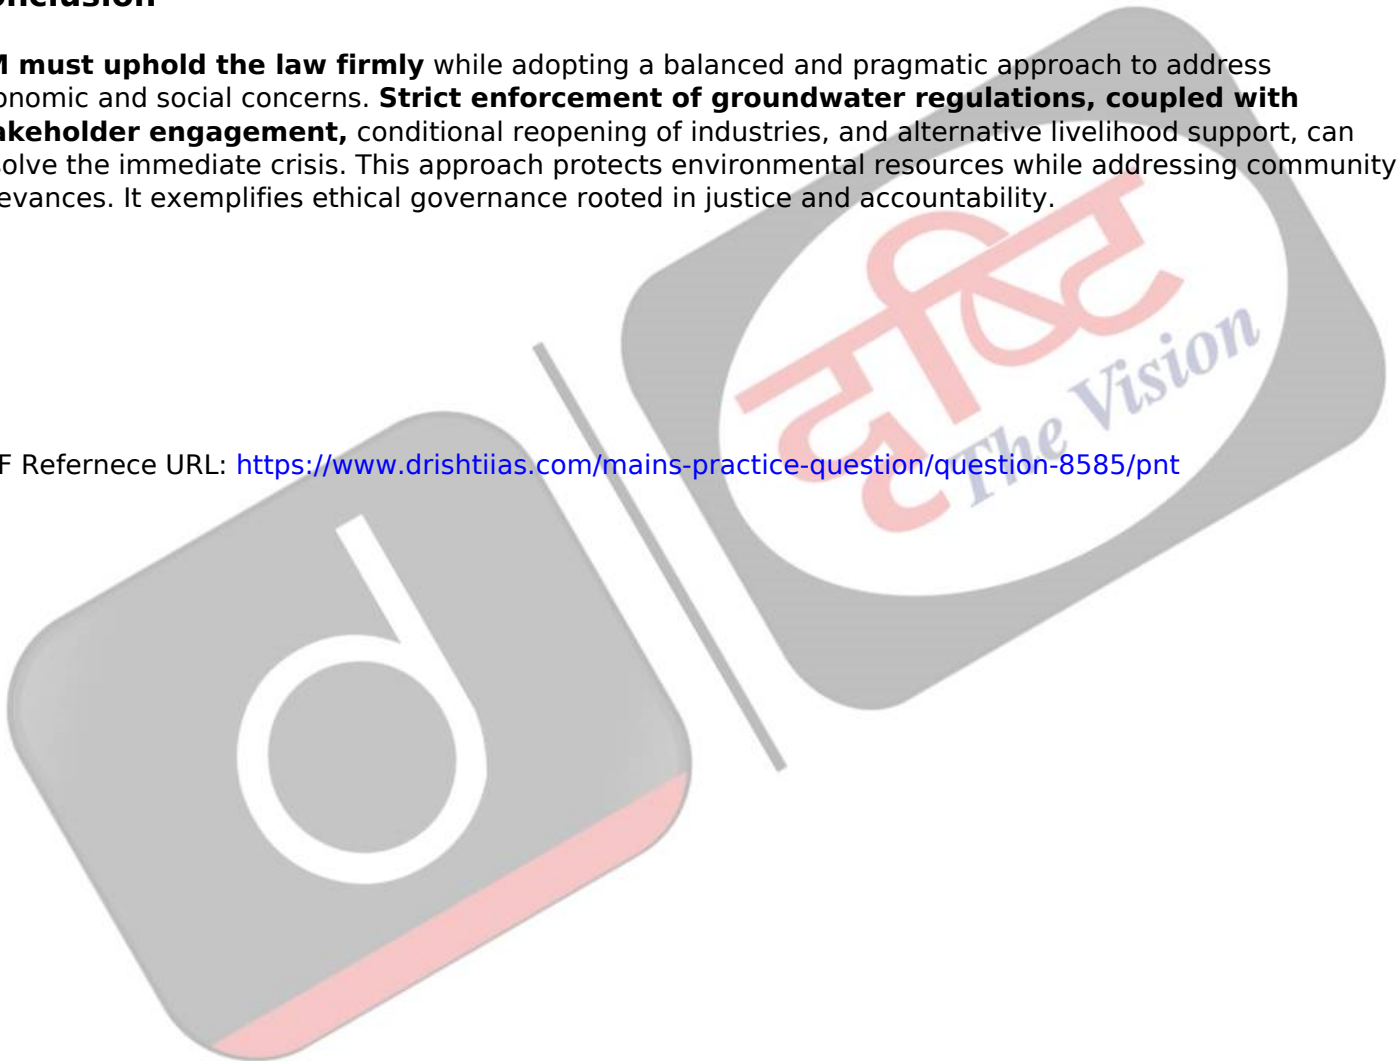 onclusion
M must uphold the law firmly while adopting a balanced and pragmatic approach to address
onomic and social concerns. Strict enforcement of groundwater regulations, coupled with
akeholder engagement, conditional reopening of industries, and alternative livelihood support, can
solve the immediate crisis. This approach protects environmental resources while addressing community
ievances. It exemplifies ethical governance rooted in justice and accountability.
दृष्टि
The Vision
F Refernece URL: https://www.drishtiias.com/mains-practice-question/question-8585/pnt
d